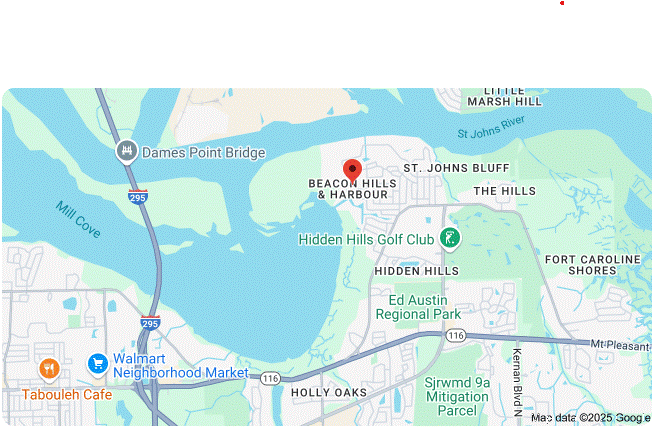 LITTLE
MARSH HILL
St Johns River
Dames Point Bridge
ST. JOHNS BLUFF
BEACON HILLS
& HARBOUR
THE HILLS
295
Mill Cove
Hidden Hills Golf Club
FORT CAROLINE
SHORES
HIDDEN HILLS
Ed Austin
Regional Park
295
116
Mt Pleasant
Walmart
Neighborhood Market
Tabouleh Cafe
116
HOLLY OAKS
Sjrwmd 9a
Mitigation
Parcel
Kernan Blvd N
Map data ©2025 Google